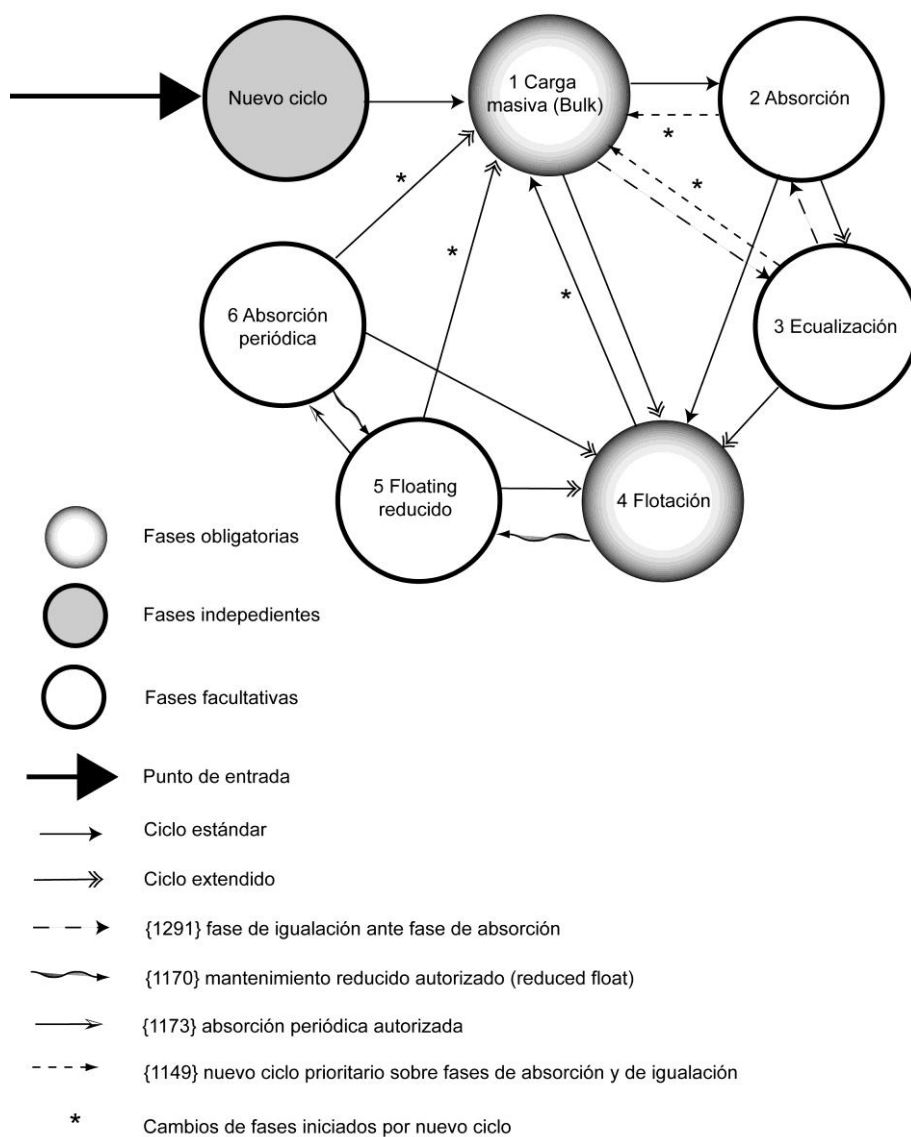 Nuevo ciclo
1 Carga
masiva (Bulk)
2 Absorción
*
*
*
*
*
6 Absorción
periódica
3 Ecualización
5 Floating
reducido
4 Flotación
Fases obligatorias
Fases indepedientes
Fases facultativas
Punto de entrada
Ciclo estándar
Ciclo extendido
{1291} fase de igualación ante fase de absorción
{1170} mantenimiento reducido autorizado (reduced float)
{1173} absorción periódica autorizada
{1149} nuevo ciclo prioritario sobre fases de absorción y de igualación
* Cambios de fases iniciados por nuevo ciclo